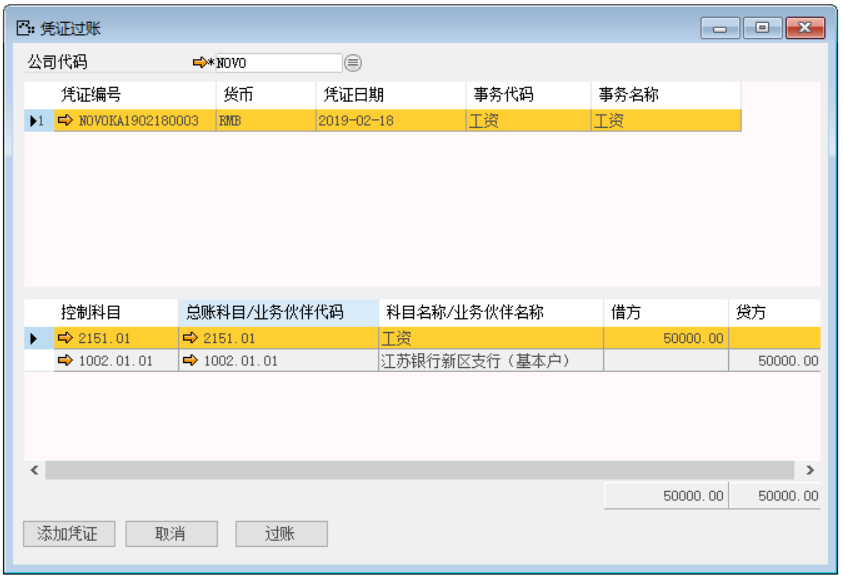 凭证过账
公司代码 *NOVO
凭证编号 货币 凭证日期 事务代码 事务名称
1 NOVOKA1902180003 RMB 2019-02-18 工资 工资
控制科目 总账科目/业务伙伴代码 科目名称/业务伙伴名称 借方 贷方
2151.01 2151.01 工资 50000.00
1002.01.01 1002.01.01 江苏银行新区支行（基本户） 50000.00
50000.00 50000.00
添加凭证 取消 过账